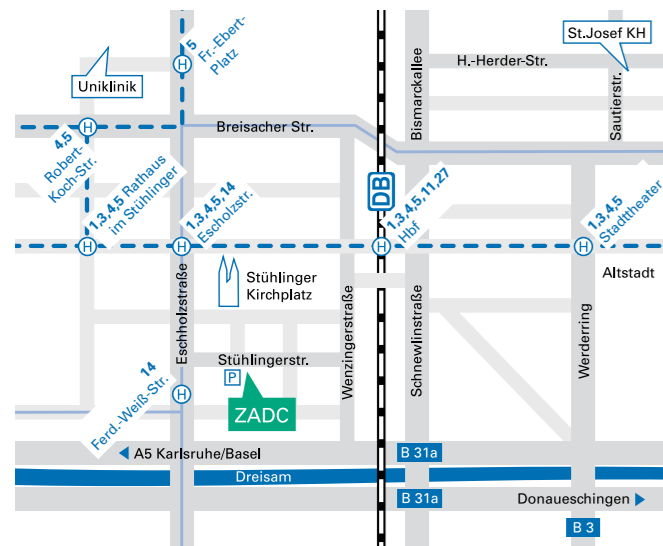 5
Fr.-Ebert-
Platz
St.Josef KH
H.-Herder-Str.
Uniklinik
Bismarckallee
Sautierstr.
Breisacher Str.
4,5
Robert-
Koch-Str.
H
H
1,3,4,5 Rathaus
im Stühlinger
1,3,4,5,14
Escholzstr.
DB
1,3,4,5,11,27
Hbf
1,3,4,5
Stadttheater
H
H
H
H
Altstadt
Stühlinger
Kirchplatz
Eschholzstraße
Wenzingerstraße
Schnewlinstraße
Werderring
Stühlingerstr.
P
14
Ferd.-Weiß-Str.
H
ZADC
A5 Karlsruhe/Basel
B 31a
Dreisam
B 31a
Donaueschingen
B 3